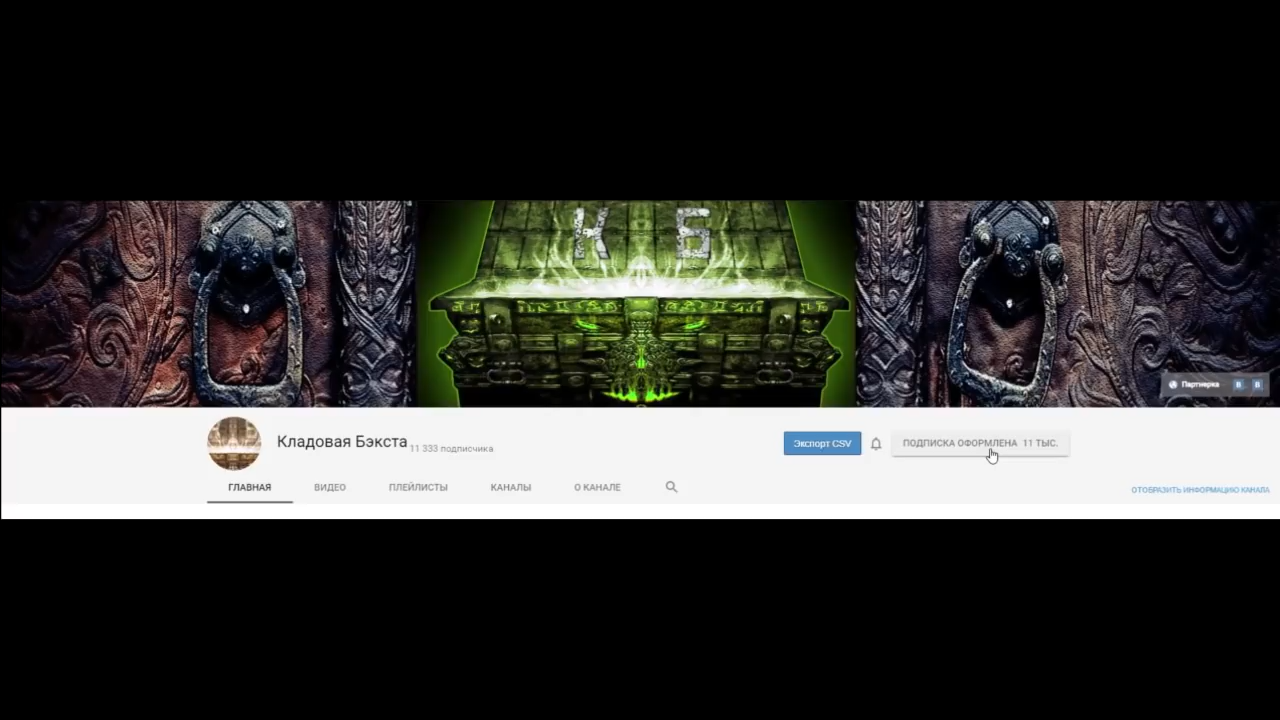 К Б
Партнерка В В
Кладовая Бэкста 11 333 подписчика
Экспорт CSV
ПОДПИСКА ОФОРМЛЕНА 11 ТЫС.
ГЛАВНАЯ ВИДЕО ПЛЕЙЛИСТЫ КАНАЛЫ О КАНАЛЕ
ОТОБРАЗИТЬ ИНФОРМАЦИЮ КАНАЛА